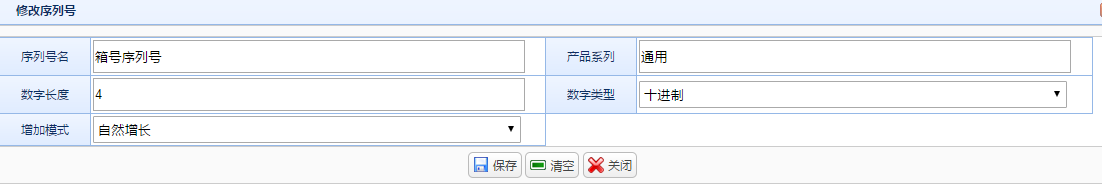 修改序列号
序列号名 箱号序列号 产品系列 通用
数字长度 4 数字类型 十进制
增加模式 自然增长
保存 清空 关闭